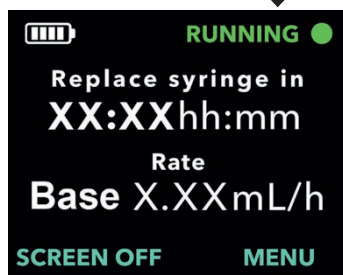 RUNNING
Replace syringe in
XX:XXhh:mm
Rate
Base X.XXmL/h
SCREEN OFF MENU